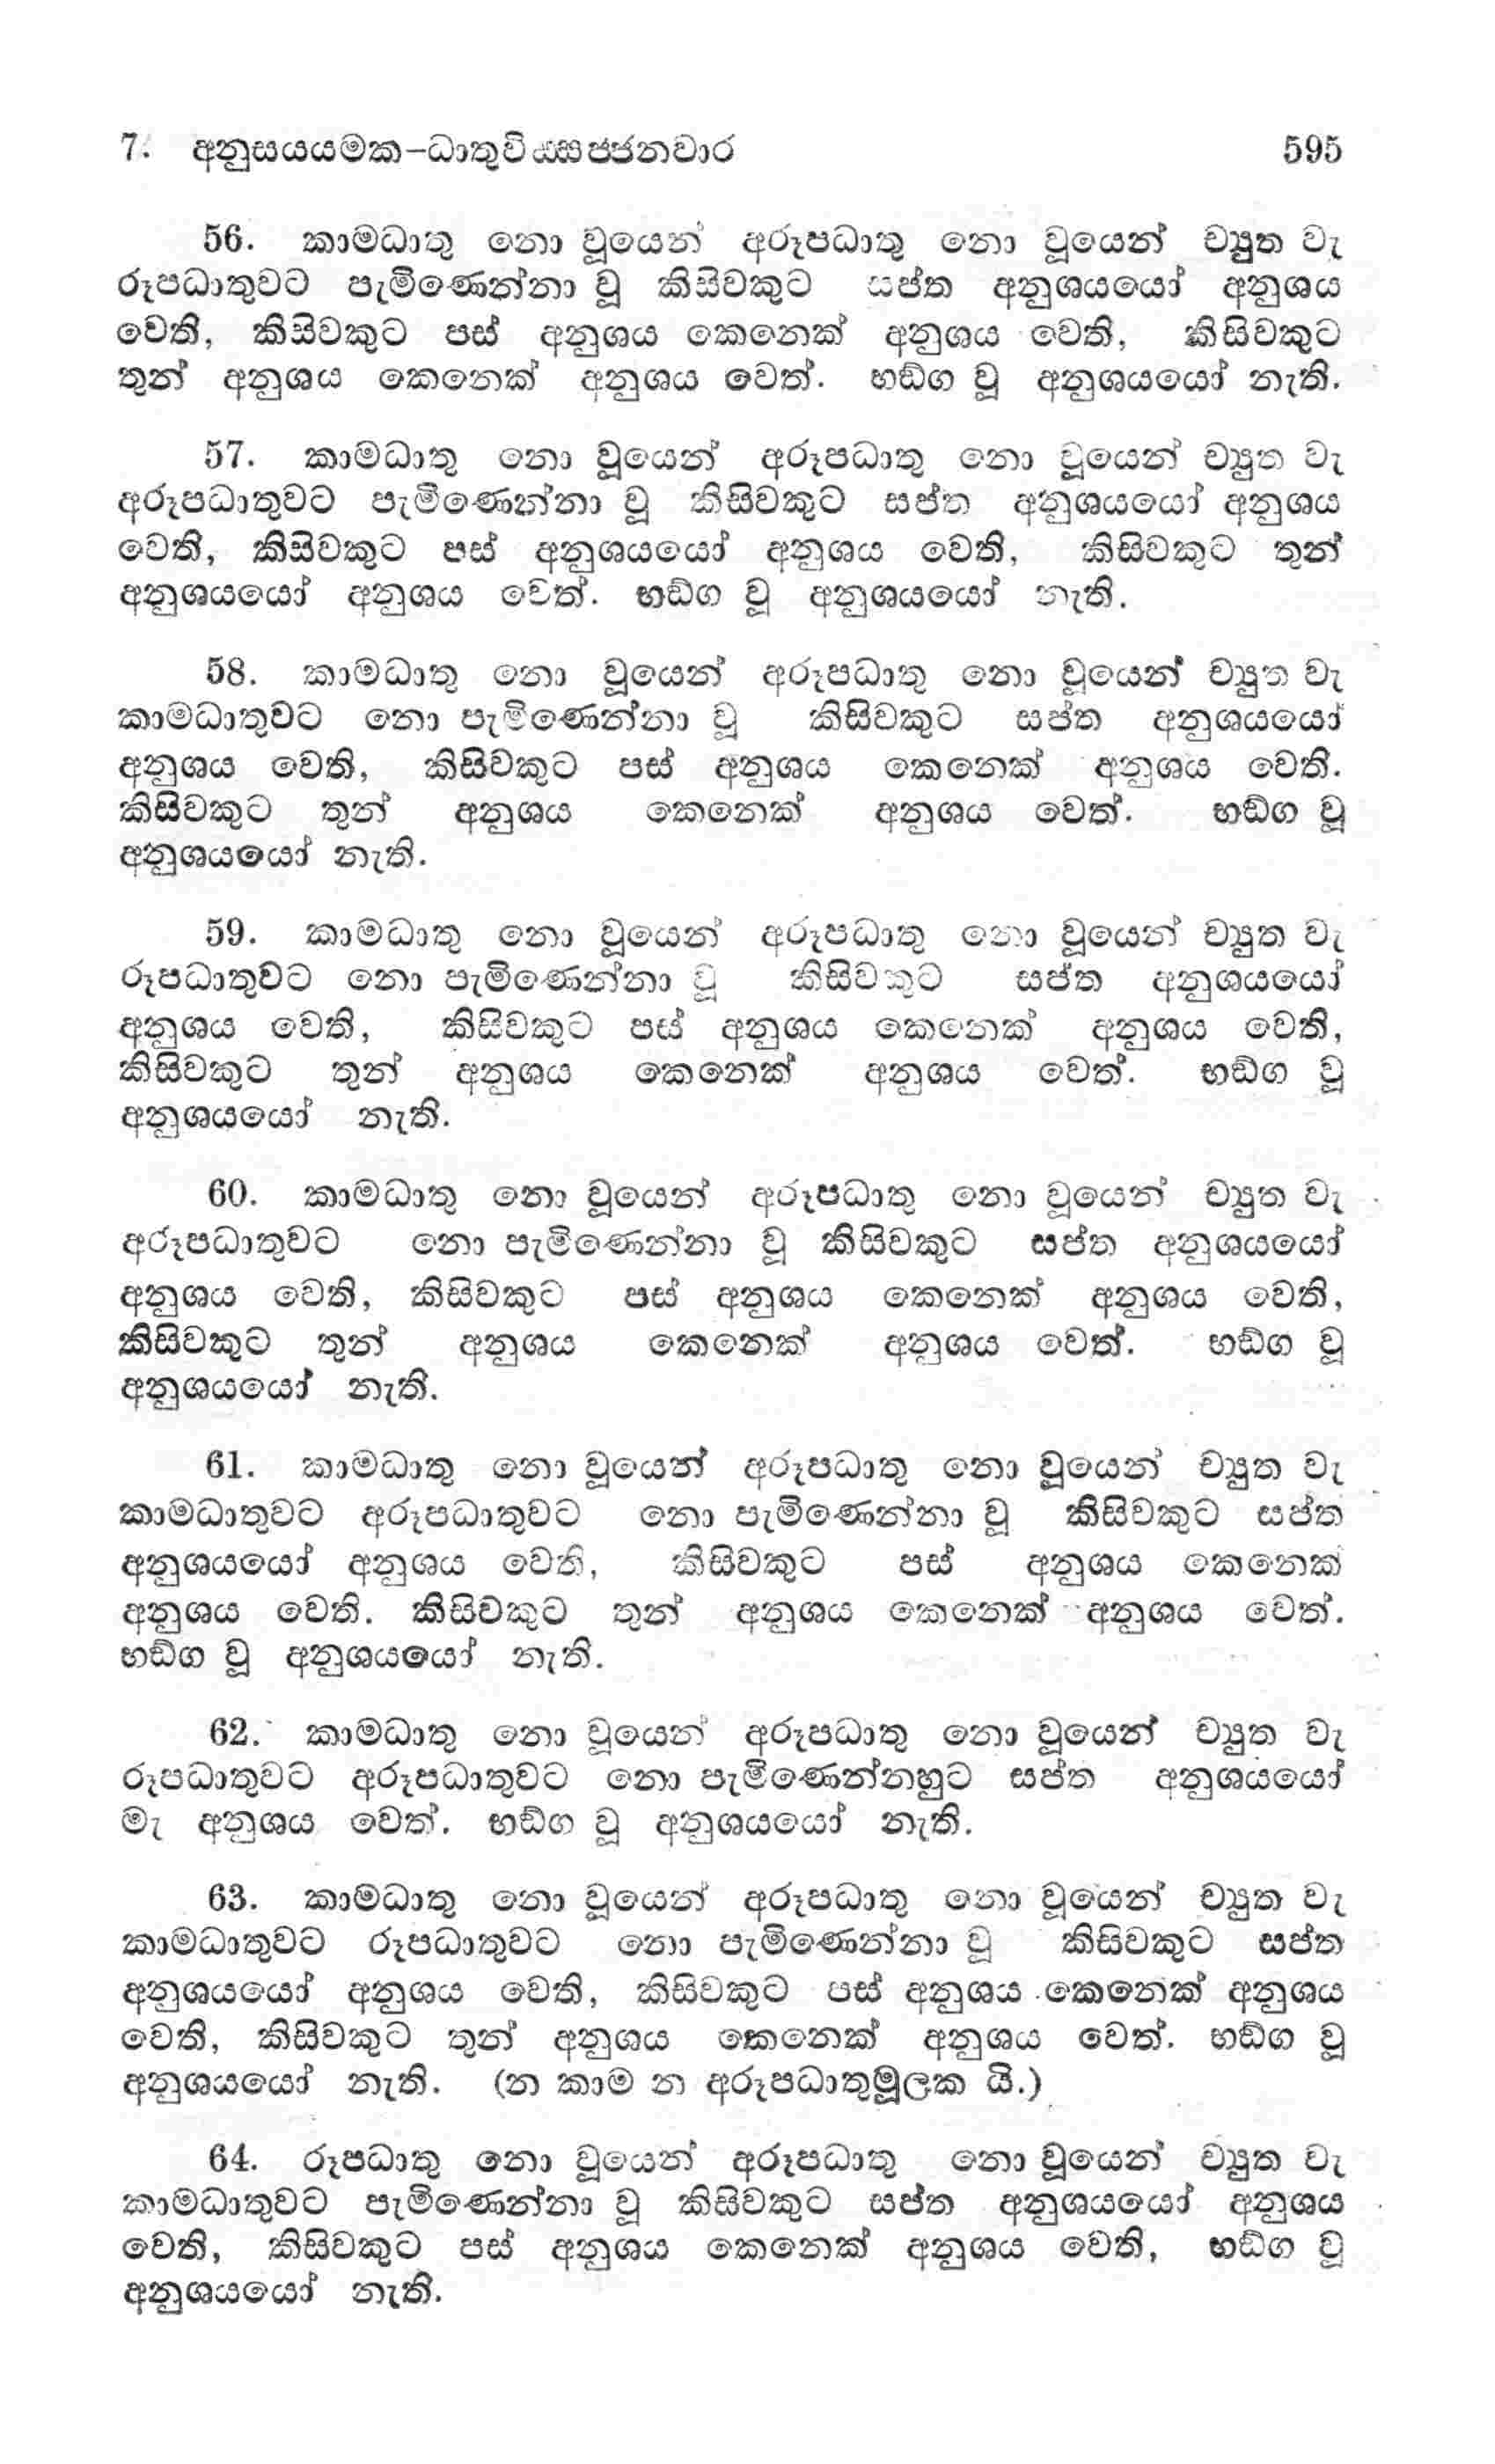 7. අනුසයයමක-ධාතුවිස්සජ්ජනවාර 595
56. කාමධාතු නො වූයෙන් අරූපධාතු නො වූයෙන් ච්‍යුත වැ
රූපධාතුවට පැමිණෙන්නා වූ කිසිවකුට සප්ත අනුශයයෝ අනුශය
වෙති, කිසිවකුට පස් අනුශය කෙනෙක් අනුශය වෙති, කිසිවකුට
තුන් අනුශය කෙනෙක් අනුශය වෙත්. භඞ්ග වූ අනුශයයෝ නැති.
57. කාමධාතු නො වූයෙන් අරූපධාතු නො වූයෙන් ච්‍යුත වැ
අරූපධාතුවට පැමිණෙන්නා වූ කිසිවකුට සප්ත අනුශයයෝ අනුශය
වෙති, කිසිවකුට පස් අනුශයයෝ අනුශය වෙති, කිසිවකුට තුන්
අනුශයයෝ අනුශය වෙත්. භඞ්ග වූ අනුශයයෝ නැති.
58. කාමධාතු නො වූයෙන් අරූපධාතු නො වූයෙන් ච්‍යුත වැ
කාමධාතුවට නො පැමිණෙන්නා වූ කිසිවකුට සප්ත අනුශයයෝ
අනුශය වෙති, කිසිවකුට පස් අනුශය කෙනෙක් අනුශය වෙති.
කිසිවකුට තුන් අනුශය කෙනෙක් අනුශය වෙත්. භඞ්ග වූ
අනුශයයෝ නැති.
59. කාමධාතු නො වූයෙන් අරූපධාතු නො වූයෙන් ච්‍යුත වැ
රූපධාතුවට නො පැමිණෙන්නා වූ කිසිවකුට සප්ත අනුශයයෝ
අනුශය වෙති, කිසිවකුට පස් අනුශය කෙනෙක් අනුශය වෙති,
කිසිවකුට තුන් අනුශය කෙනෙක් අනුශය වෙත්. භඞ්ග වූ
අනුශයයෝ නැති.
60. කාමධාතු නො වූයෙන් අරූපධාතු නො වූයෙන් ච්‍යුත වැ
අරූපධාතුවට නො පැමිණෙන්නා වූ කිසිවකුට සප්ත අනුශයයෝ
අනුශය වෙති, කිසිවකුට පස් අනුශය කෙනෙක් අනුශය වෙති,
කිසිවකුට තුන් අනුශය කෙනෙක් අනුශය වෙත්. භඞ්ග වූ
අනුශයයෝ නැති.
61. කාමධාතු නො වූයෙන් අරූපධාතු නො වූයෙන් ච්‍යුත වැ
කාමධාතුවට අරූපධාතුවට නො පැමිණෙන්නා වූ කිසිවකුට සප්ත
අනුශයයෝ අනුශය වෙති, කිසිවකුට පස් අනුශය කෙනෙක්
අනුශය වෙති. කිසිවකුට තුන් අනුශය කෙනෙක් අනුශය වෙත්.
භඞ්ග වූ අනුශයයෝ නැති.
62. කාමධාතු නො වූයෙන් අරූපධාතු නො වූයෙන් ච්‍යුත වැ
රූපධාතුවට අරූපධාතුවට නො පැමිණෙන්නහුට සප්ත අනුශයයෝ
මැ අනුශය වෙත්. භඞ්ග වූ අනුශයයෝ නැති.
63. කාමධාතු නො වූයෙන් අරූපධාතු නො වූයෙන් ච්‍යුත වැ
කාමධාතුවට රූපධාතුවට නො පැමිණෙන්නා වූ කිසිවකුට සප්ත
අනුශයයෝ අනුශය වෙති, කිසිවකුට පස් අනුශය කෙනෙක් අනුශය
වෙති, කිසිවකුට තුන් අනුශය කෙනෙක් අනුශය වෙත්. භඞ්ග වූ
අනුශයයෝ නැති. (න කාම න අරූපධාතුමූලක යි.)
64. රූපධාතු නො වූයෙන් අරූපධාතු නො වූයෙන් ච්‍යුත වැ
කාමධාතුවට පැමිණෙන්නා වූ කිසිවකුට සප්ත අනුශයයෝ අනුශය
වෙති, කිසිවකුට පස් අනුශය කෙනෙක් අනුශය වෙති, භඞ්ග වූ
අනුශයයෝ නැති.